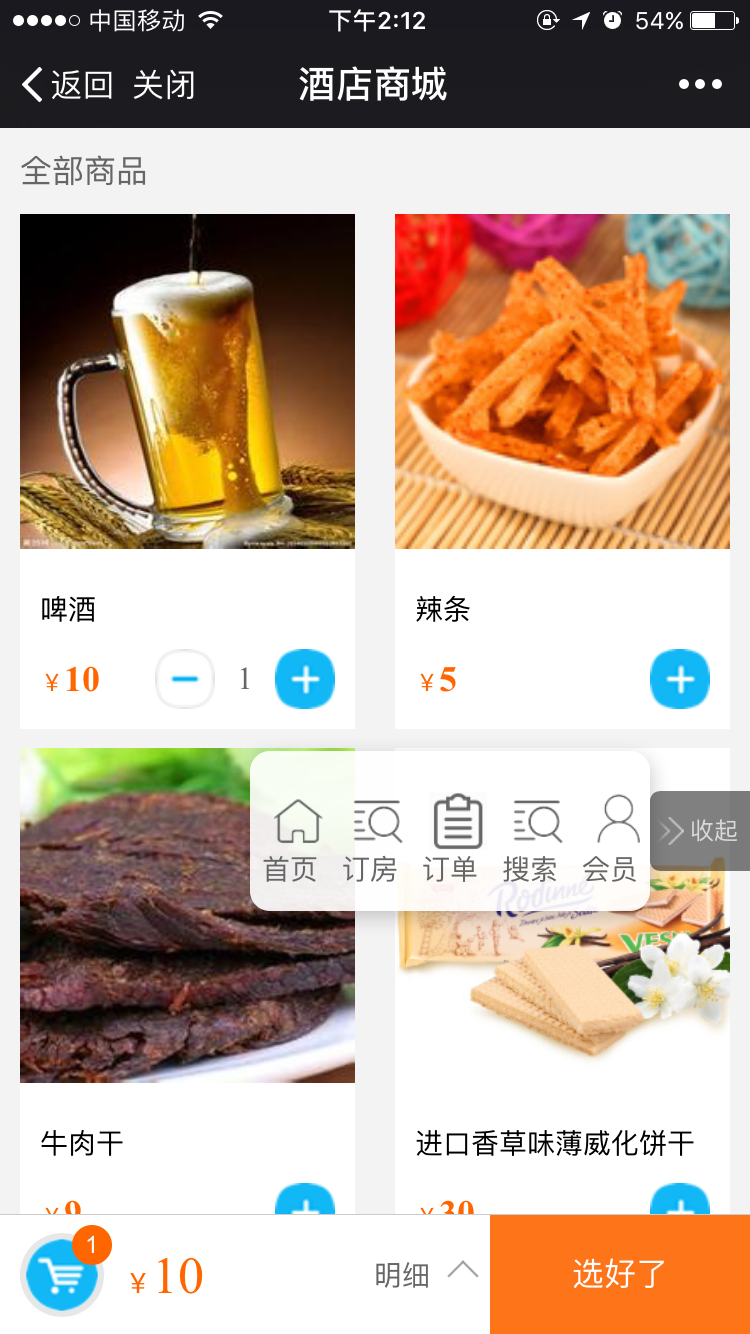 中国移动 下午2:12 54%
返回 关闭 酒店商城
全部商品
啤酒
¥10 1
辣条
¥5
首页 订房 订单 搜索 会员
收起
Rodinne
牛肉干
进口香草味薄威化饼干
¥9
¥30
1
¥10 明细 选好了